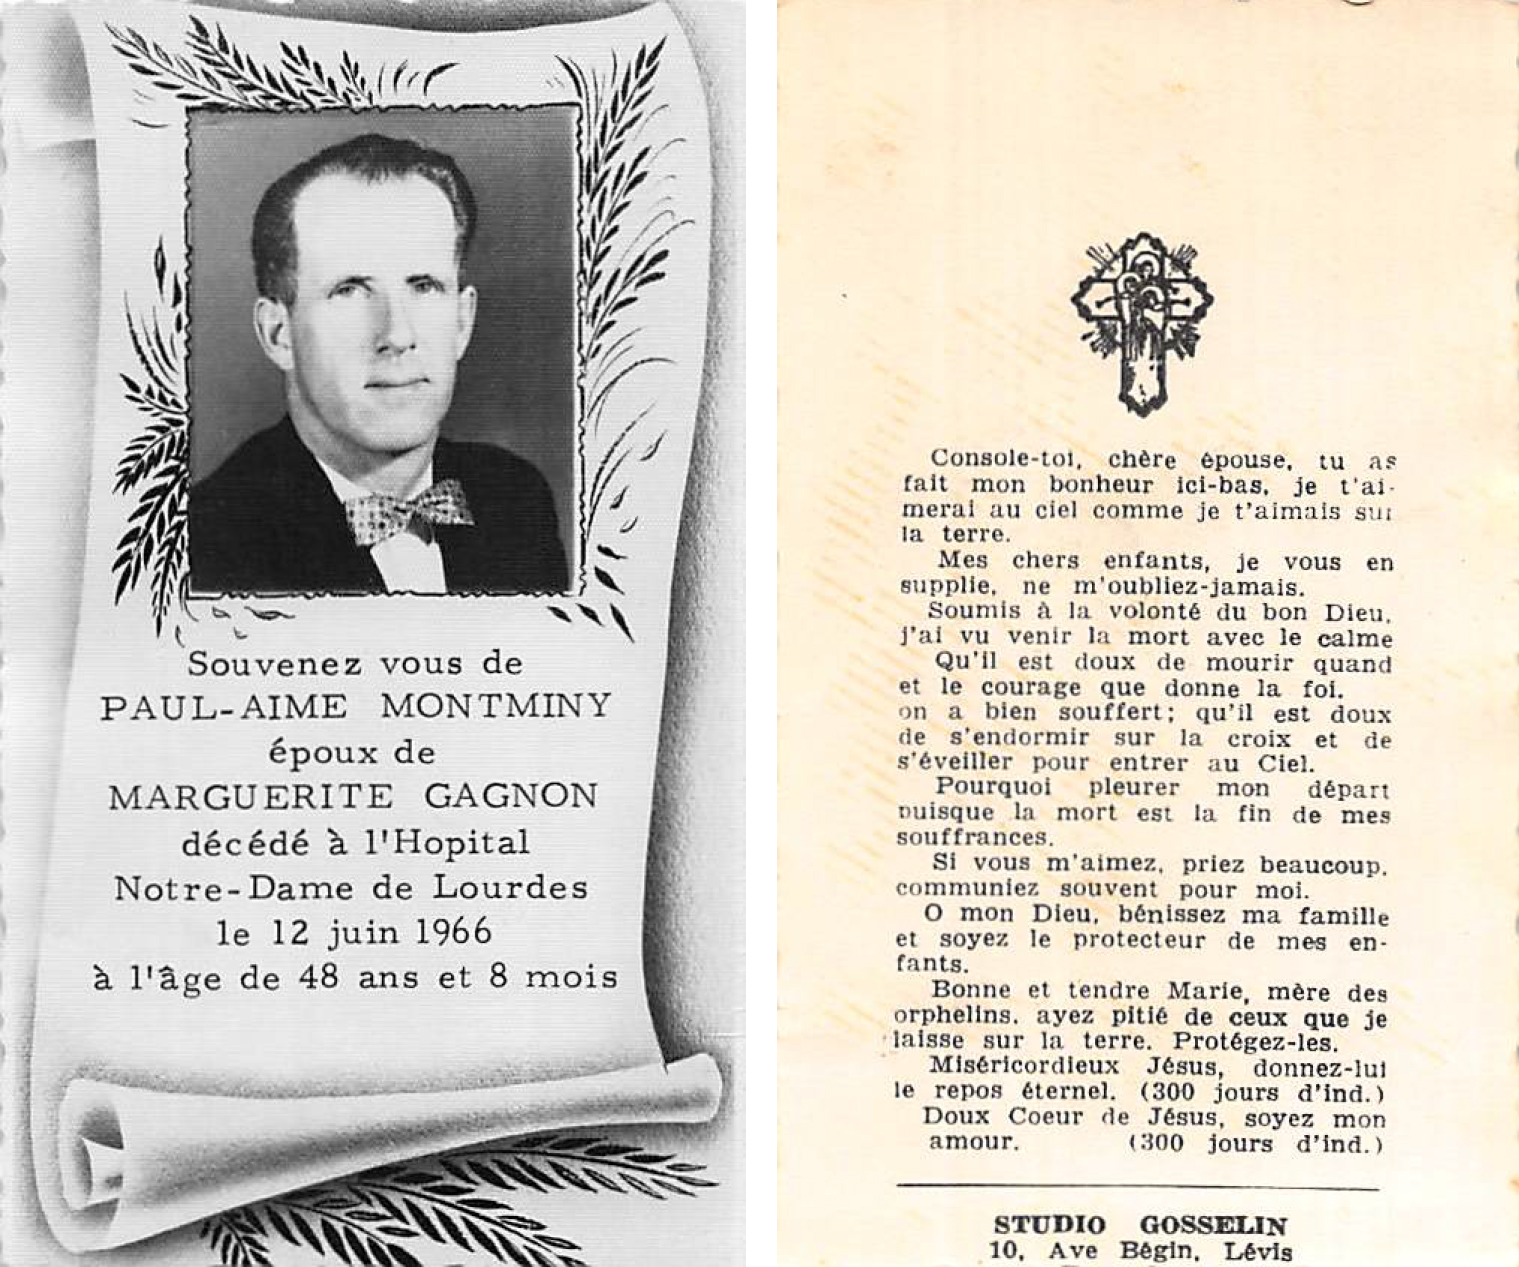 Souvenez vous de
PAUL-AIME MONTMINY
époux de
MARGUERITE GAGNON
décédé à l'Hopital
Notre-Dame de Lourdes
le 12 juin 1966
à l'âge de 48 ans et 8 mois
Console-toi, chère épouse, tu as
fait mon bonheur ici-bas, je t'ai-
merai au ciel comme je t'aimais sur
la terre.
Mes chers enfants, je vous en
supplie, ne m'oubliez-jamais.
Soumis à la volonté du bon Dieu,
j'ai vu venir la mort avec le calme
Qu'il est doux de mourir quand
et le courage que donne la foi.
on a bien souffert; qu'il est doux
de s'endormir sur la croix et de
s'éveiller pour entrer au Ciel.
Pourquoi pleurer mon départ
puisque la mort est la fin de mes
souffrances.
Si vous m'aimez, priez beaucoup,
communiez souvent pour moi.
O mon Dieu, bénissez ma famille
et soyez le protecteur de mes en-
fants.
Bonne et tendre Marie, mère des
orphelins, ayez pitié de ceux que je
laisse sur la terre. Protégez-les.
Miséricordieux Jésus, donnez-lui
le repos éternel. (300 jours d'ind.)
Doux Coeur de Jésus, soyez mon
amour. (300 jours d'ind.)
STUDIO GOSSELIN
10, Ave Bégin, Lévis